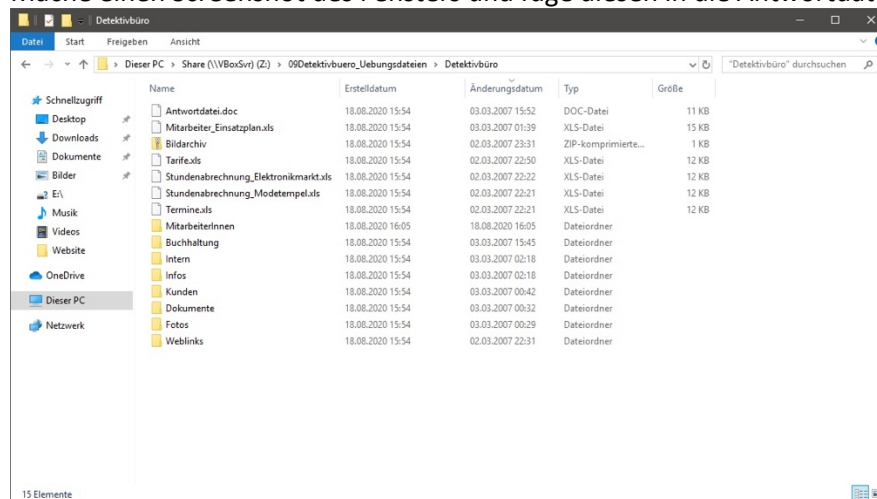 Detektivbüro
Datei Start Freigeben Ansicht
Dieser PC > Share (\\VBoxSvr) (Z:) > 09Detektivbuero_Uebungsdateien > Detektivbüro
"Detektivbüro" durchsuchen
Name Erstelldatum Änderungsdatum Typ Größe
Schnellzugriff
Desktop
Downloads
Dokumente
Bilder
E:\
Musik
Videos
Website
OneDrive
Dieser PC
Netzwerk
Antwortdatei.doc 18.08.2020 15:54 03.03.2007 15:52 DOC-Datei 11 KB
Mitarbeiter_Einsatzplan.xls 18.08.2020 15:54 03.03.2007 01:39 XLS-Datei 15 KB
Bildarchiv 18.08.2020 15:54 02.03.2007 23:31 ZIP-komprimierte... 1 KB
Tarife.xls 18.08.2020 15:54 02.03.2007 22:50 XLS-Datei 12 KB
Stundenabrechnung_Elektronikmarkt.xls 18.08.2020 15:54 02.03.2007 22:22 XLS-Datei 12 KB
Stundenabrechnung_Modetempel.xls 18.08.2020 15:54 02.03.2007 22:21 XLS-Datei 12 KB
Termine.xls 18.08.2020 15:54 02.03.2007 22:21 XLS-Datei 12 KB
MitarbeiterInnen 18.08.2020 16:05 18.08.2020 16:05 Dateiordner
Buchhaltung 18.08.2020 15:54 03.03.2007 15:45 Dateiordner
Intern 18.08.2020 15:54 03.03.2007 02:18 Dateiordner
Infos 18.08.2020 15:54 03.03.2007 02:18 Dateiordner
Kunden 18.08.2020 15:54 03.03.2007 00:42 Dateiordner
Dokumente 18.08.2020 15:54 03.03.2007 00:32 Dateiordner
Fotos 18.08.2020 15:54 03.03.2007 00:29 Dateiordner
Weblinks 18.08.2020 15:54 02.03.2007 22:31 Dateiordner
15 Elemente